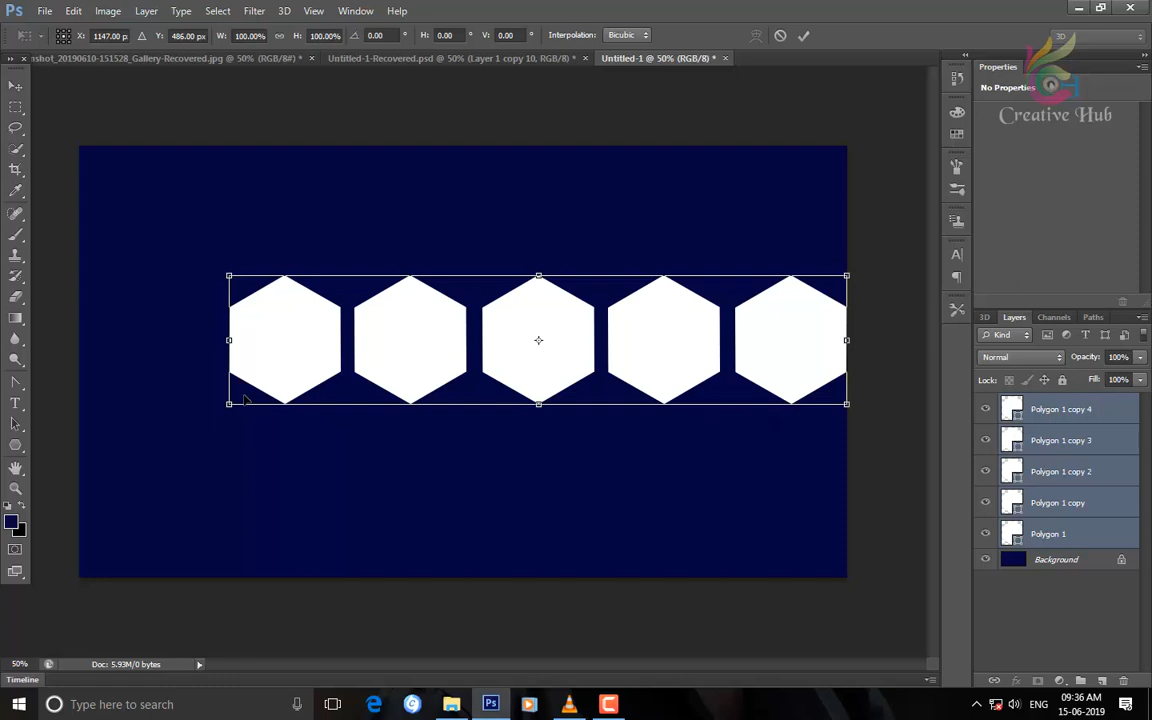 Ps File Edit Image Layer Type Select Filter 3D View Window Help
X: 1147.00 p Y: 486.00 px W: 100.00% H: 100.00% 0.00 ° H: 0.00 ° V: 0.00 ° Interpolation: Bicubic 3D
nshot_20190610-151528_Gallery-Recovered.jpg @ 50% (RGB/8#) * × Untitled-1-Recovered.psd @ 50% (Layer 1 copy 10, RGB/8) * × Untitled-1 @ 50% (RGB/8) * ×
Properties
No Properties
Creative Hub
3D Layers Channels Paths
Kind
Normal Opacity: 100%
Lock: Fill: 100%
Polygon 1 copy 4
Polygon 1 copy 3
Polygon 1 copy 2
Polygon 1 copy
Polygon 1
Background
50% Doc: 5.93M/0 bytes
Timeline
Type here to search
Ps
ENG
09:36 AM
15-06-2019